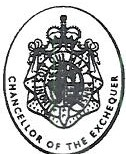 CHANCELLOR OF THE EXCHEQUER